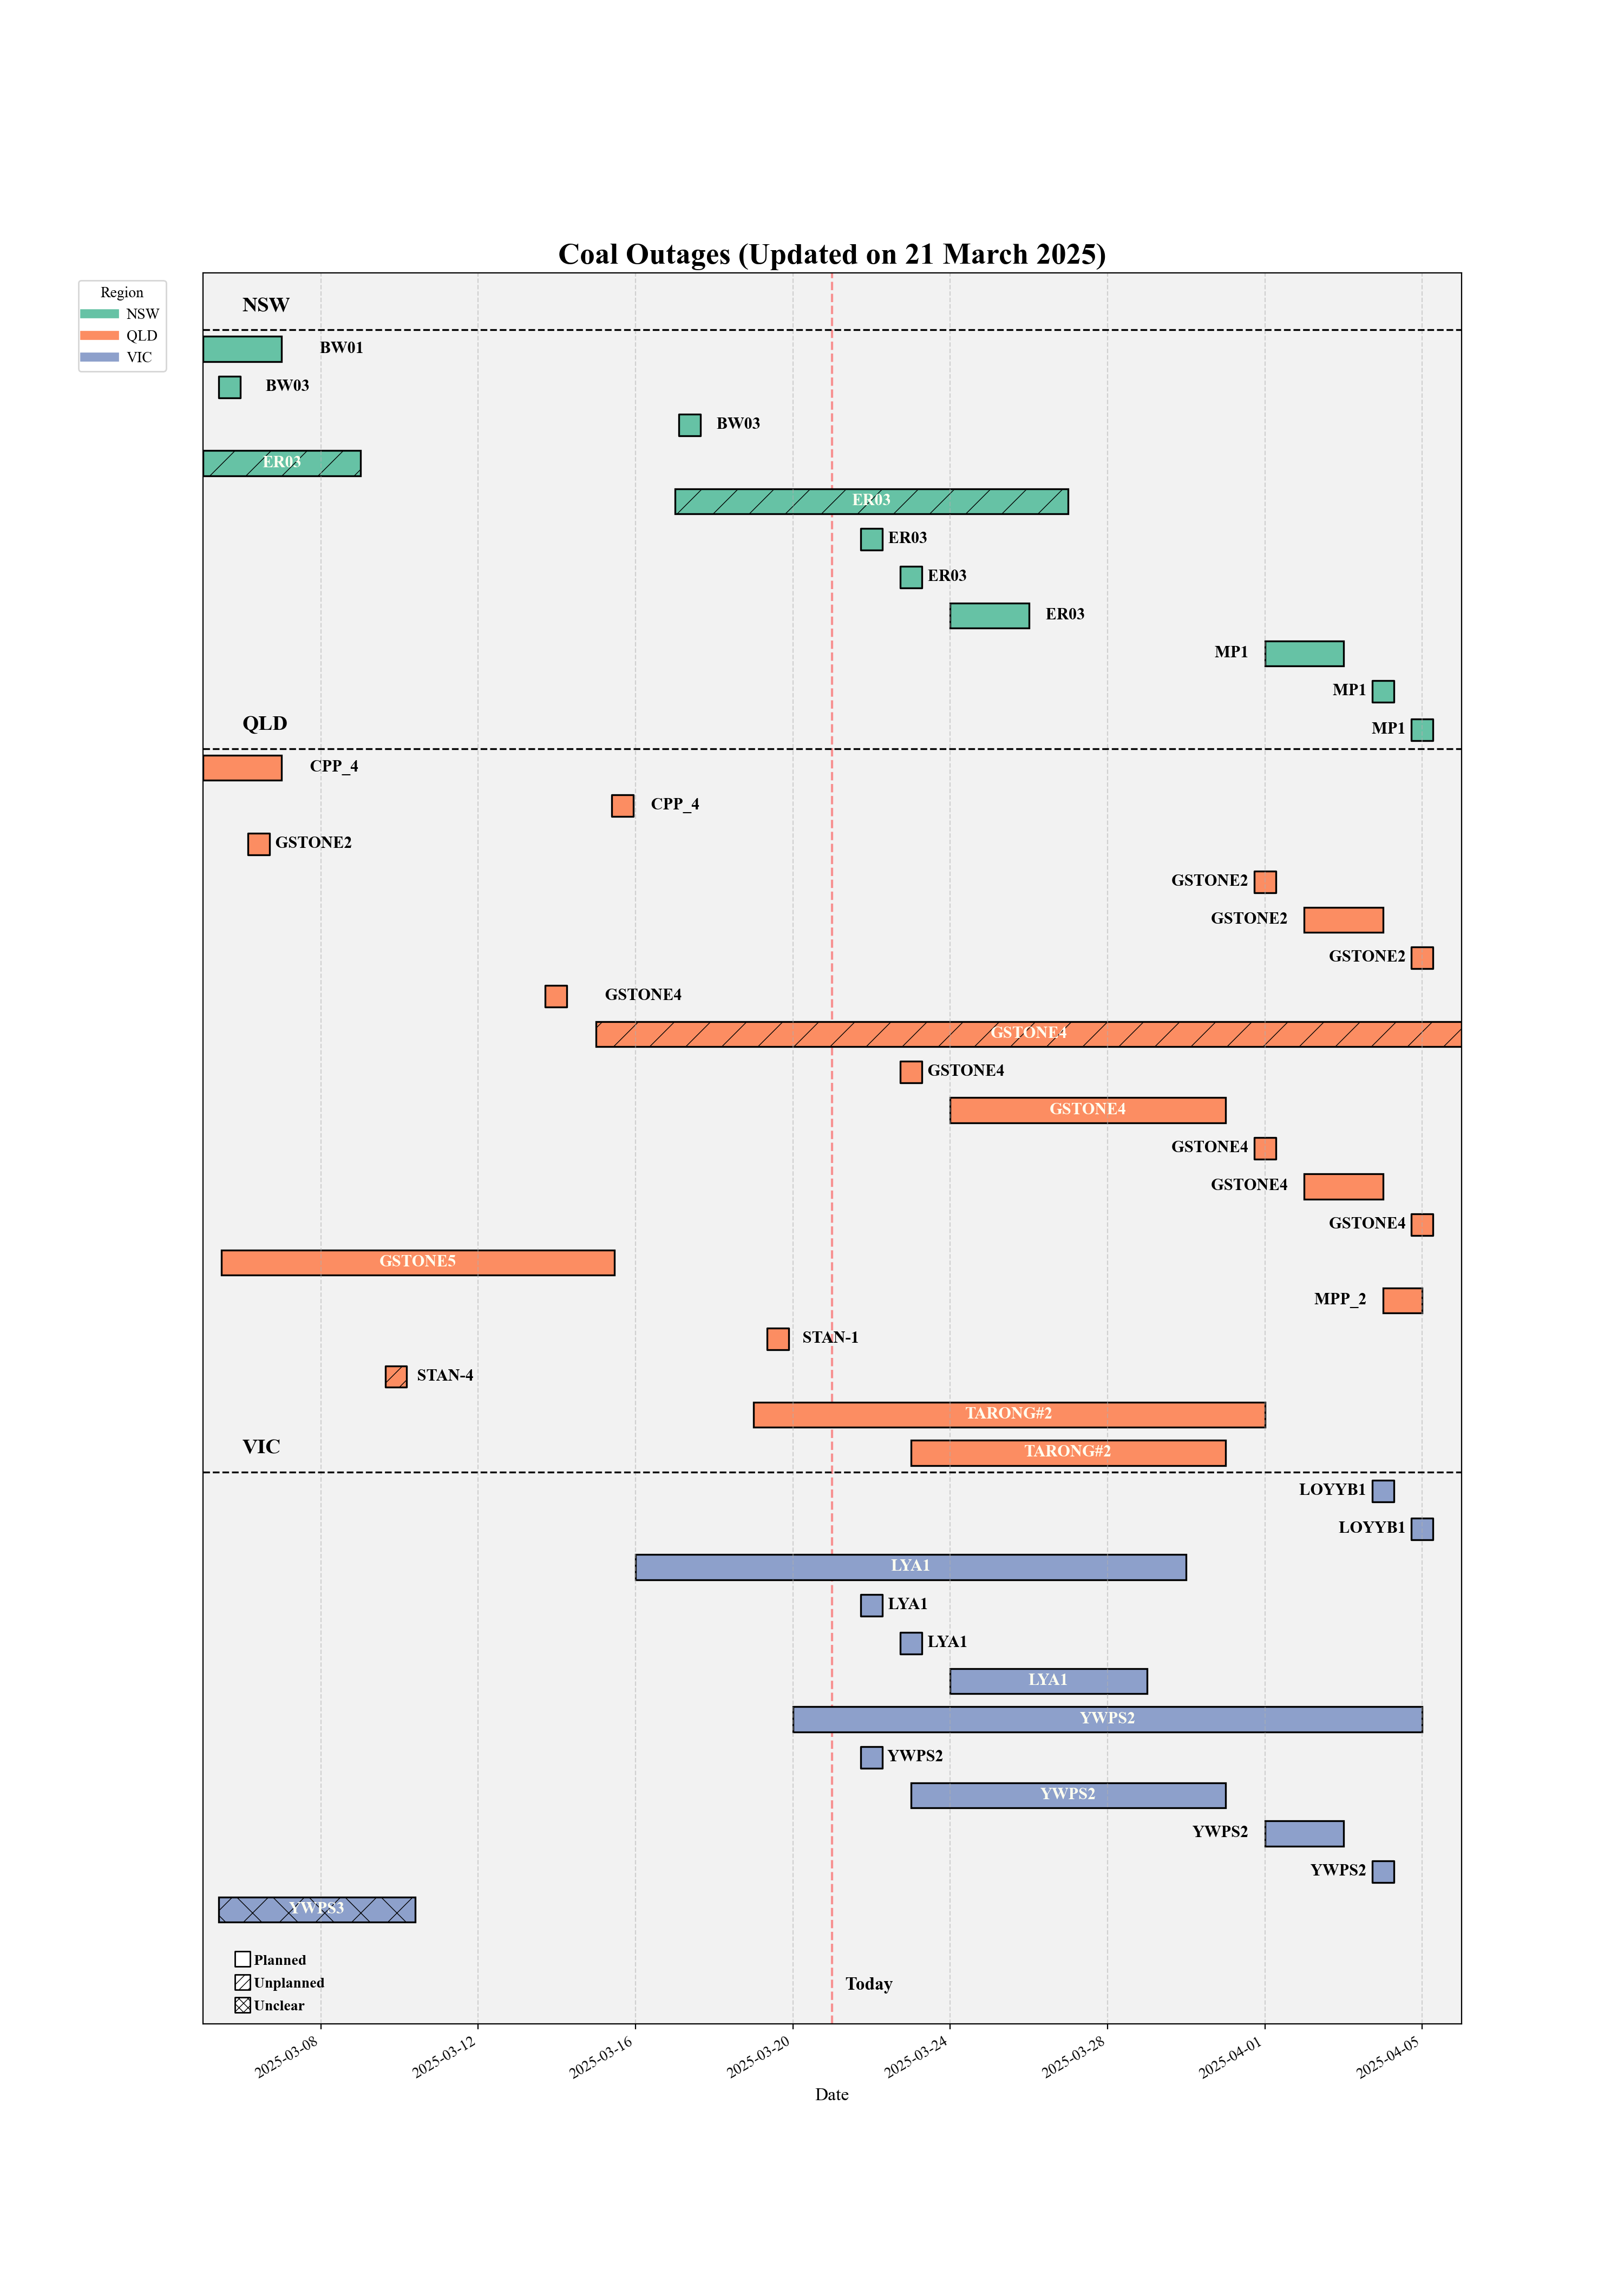 Coal Outages (Updated on 21 March 2025)
Region
NSW
QLD
VIC
NSW
BW01
BW03
BW03
ER03
ER03
ER03
ER03
ER03
MP1
MP1
QLD
MP1
CPP_4
CPP_4
GSTONE2
GSTONE2
GSTONE2
GSTONE2
GSTONE4
GSTONE4
GSTONE4
GSTONE4
GSTONE4
GSTONE4
GSTONE4
GSTONE5
MPP_2
STAN-1
STAN-4
TARONG#2
VIC
TARONG#2
LOYYB1
LOYYB1
LYA1
LYA1
LYA1
LYA1
YWPS2
YWPS2
YWPS2
YWPS2
YWPS2
YWPS3
Planned
Unplanned
Unclear
Today
2025-03-08
2025-03-12
2025-03-16
2025-03-20
2025-03-24
2025-03-28
2025-04-01
2025-04-05
Date